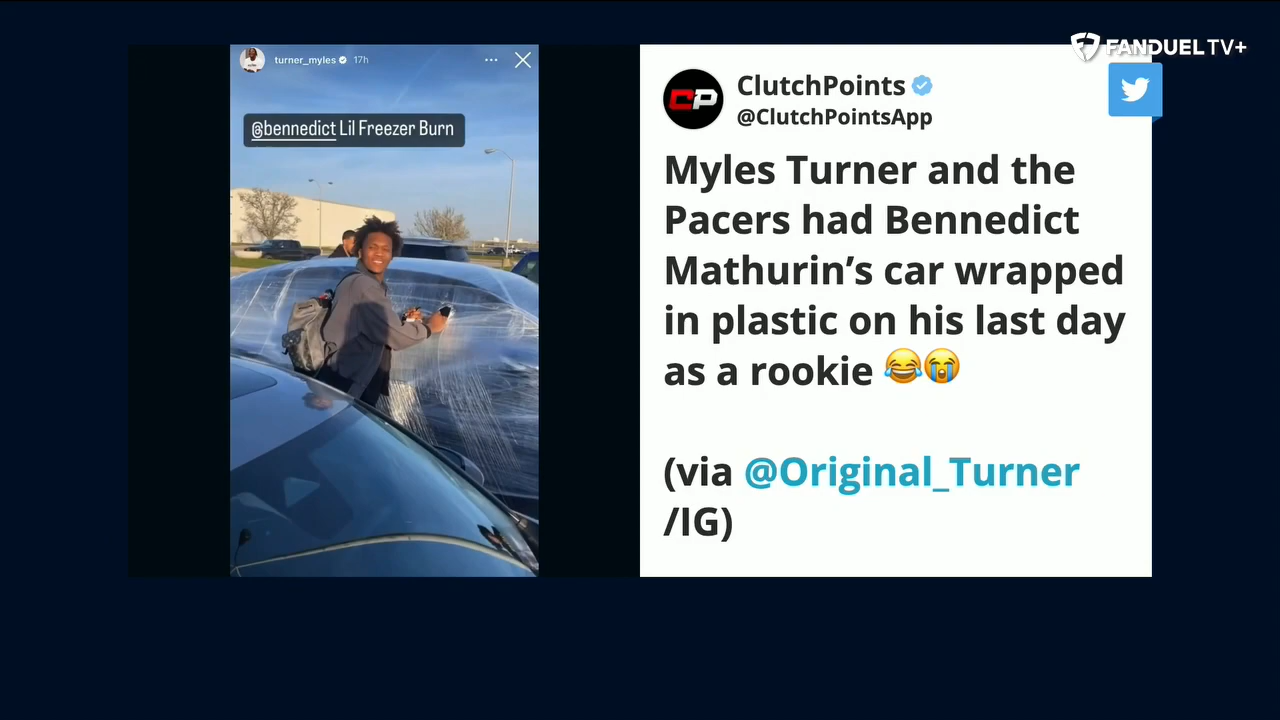 FANDUEL TV+
turner_myles 17h
@bennedict Lil Freezer Burn
CP
ClutchPoints
@ClutchPointsApp
Myles Turner and the
Pacers had Bennedict
Mathurin’s car wrapped
in plastic on his last day
as a rookie 😂😭
(via @Original_Turner
/IG)